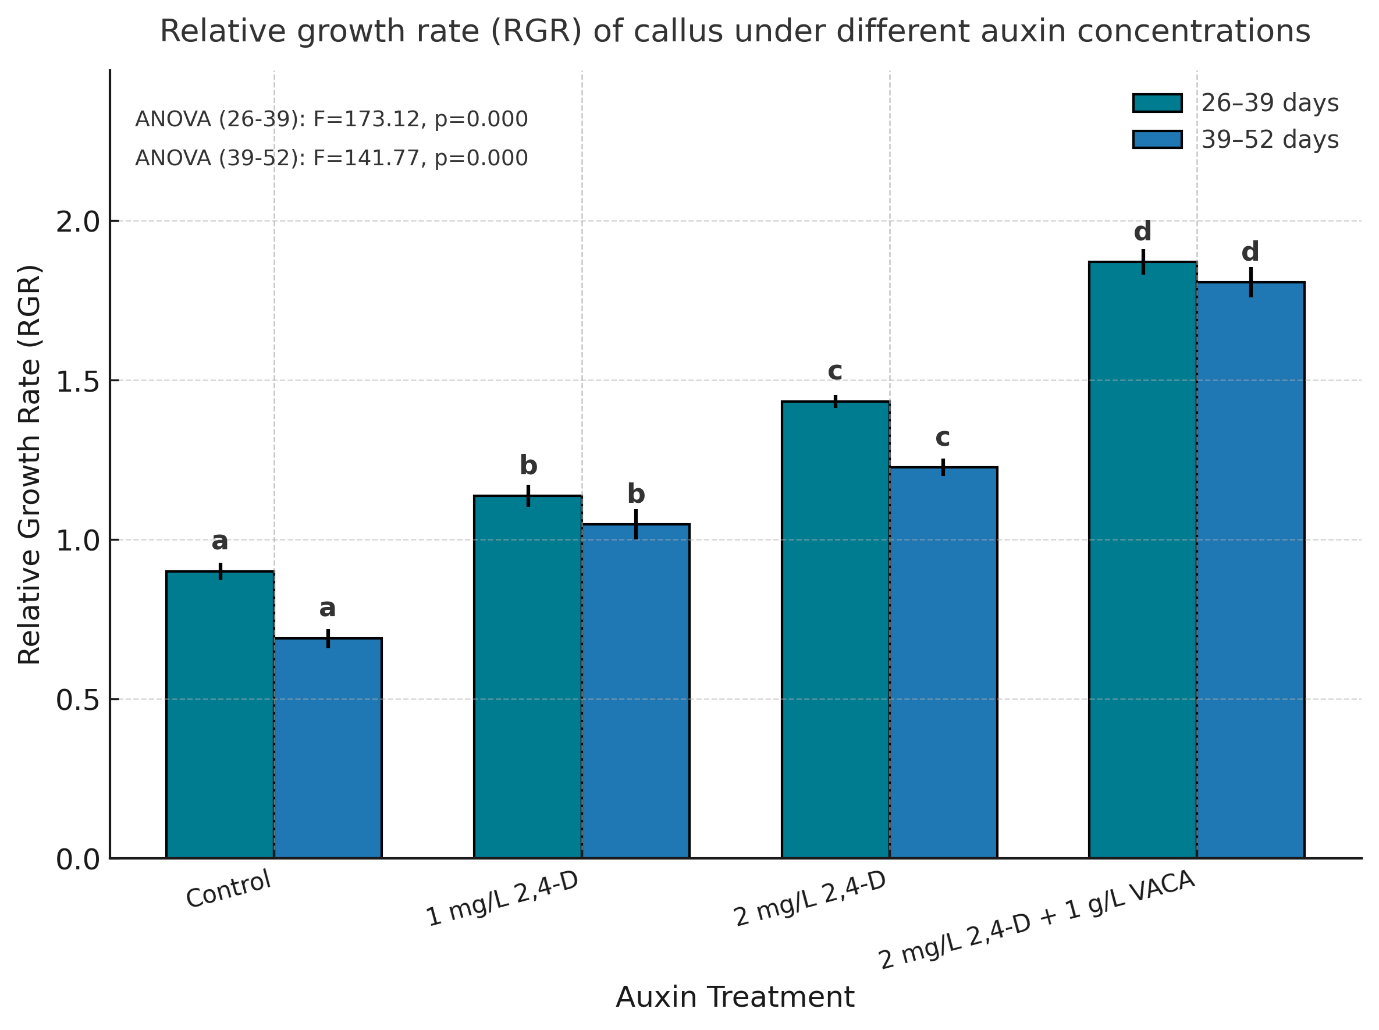 Relative growth rate (RGR) of callus under different auxin concentrations
ANOVA (26-39): F=173.12, p=0.000
ANOVA (39-52): F=141.77, p=0.000
26–39 days
39–52 days
Relative Growth Rate (RGR)
2.0
1.5
1.0
0.5
0.0
a
a
b
b
c
c
d
d
Control
1 mg/L 2,4-D
2 mg/L 2,4-D
2 mg/L 2,4-D + 1 g/L VACA
Auxin Treatment